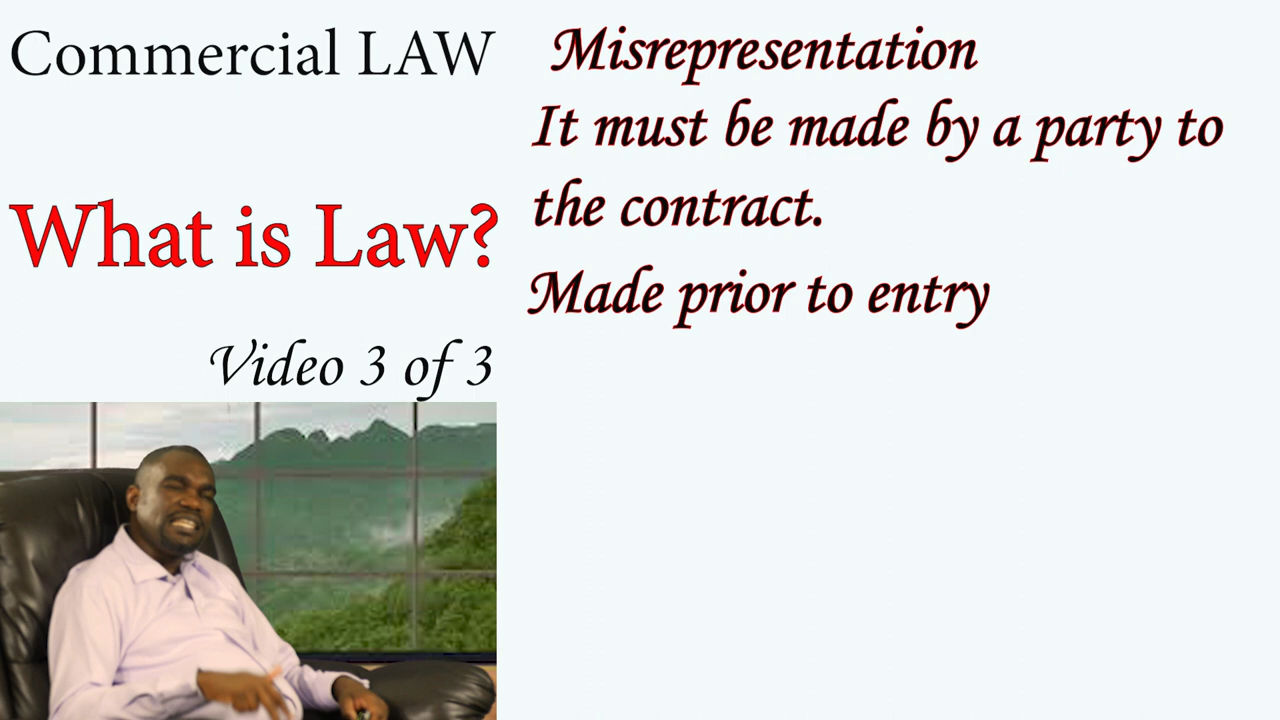 Commercial LAW
What is Law?
Video 3 of 3
Misrepresentation
It must be made by a party to
the contract.
Made prior to entry